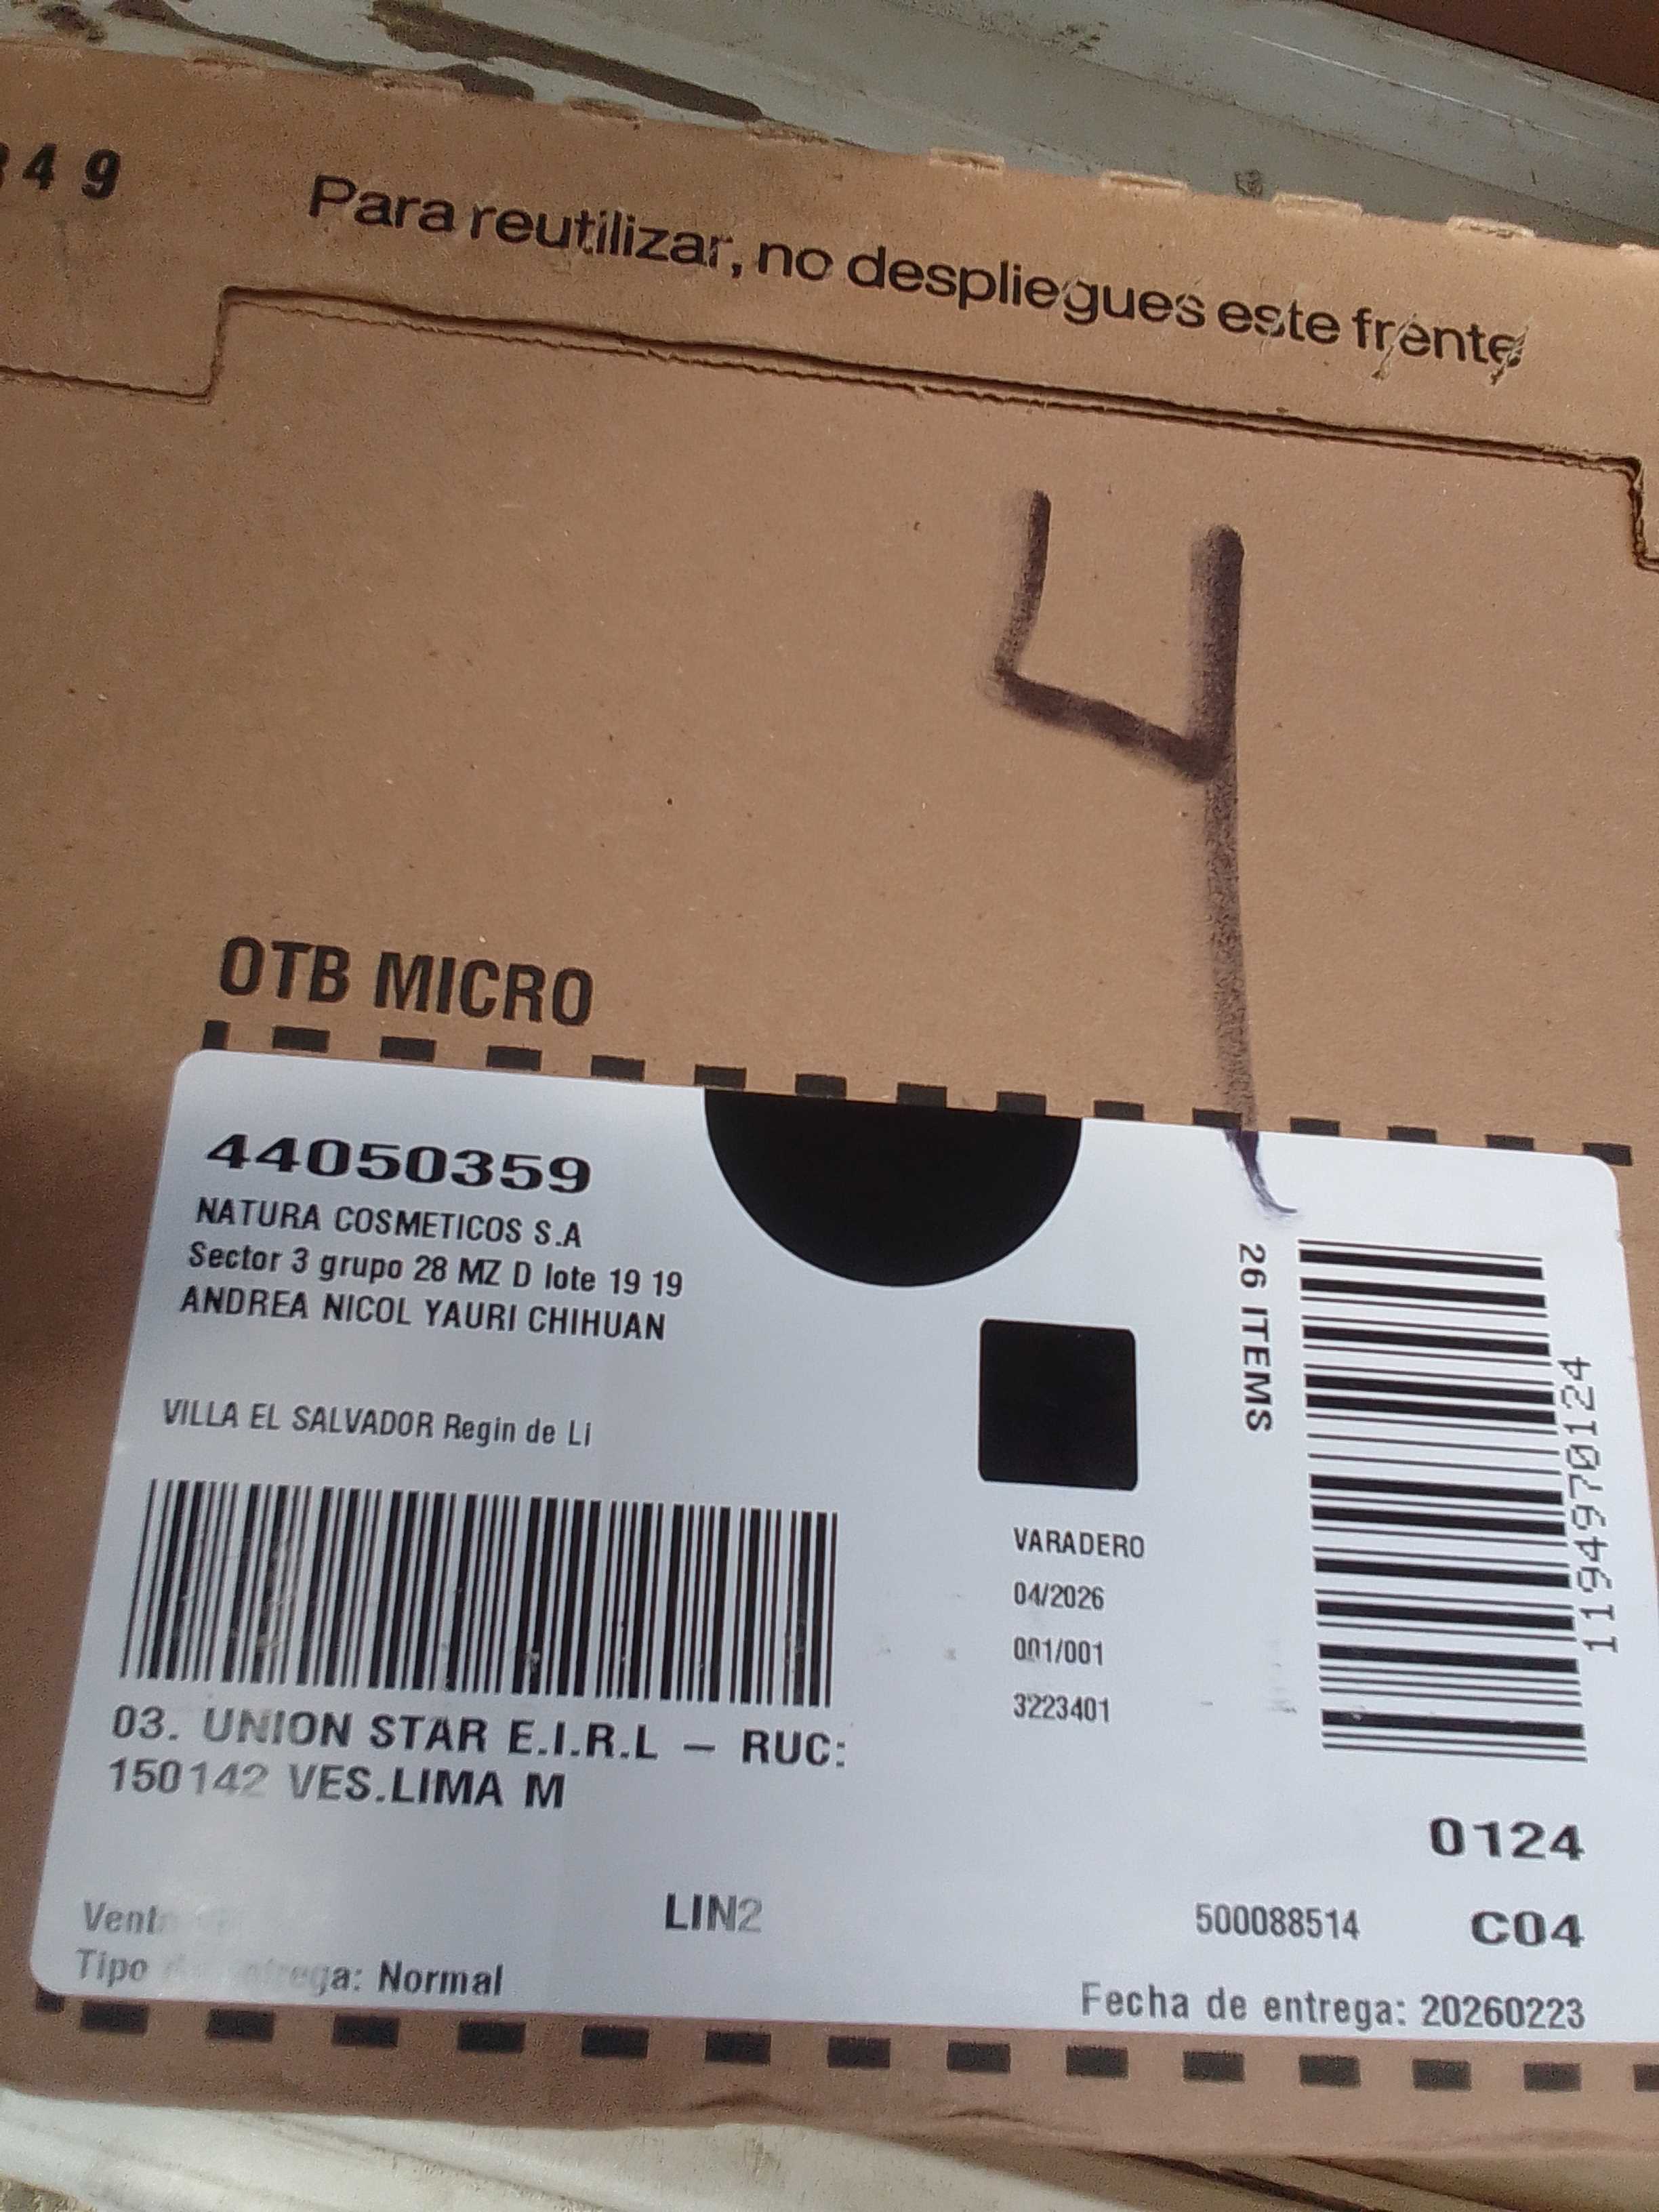 49
Para reutilizar, no despliegues este frente
4
OTB MICRO
44050359
NATURA COSMETICOS S.A
Sector 3 grupo 28 MZ D lote 19 19
ANDREA NICOL YAURI CHIHUAN
VILLA EL SALVADOR Regin de Li
26 ITEMS
1194970124
VARADERO
04/2026
001/001
3223401
03. UNION STAR E.I.R.L – RUC:
150142 VES.LIMA M
0124
LIN2
500088514
C04
Tipo
Normal
Fecha de entrega: 20260223